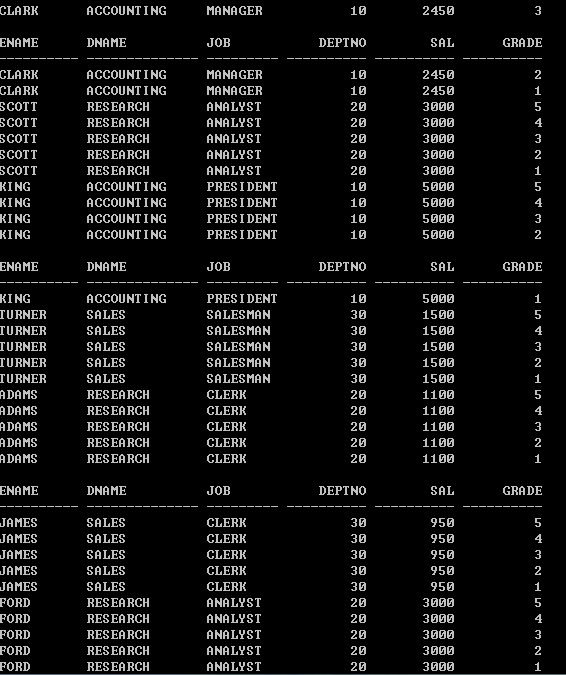 CLARK ACCOUNTING MANAGER 10 2450 3
ENAME DNAME JOB DEPTNO SAL GRADE
---------- -------------- --------- ---------- ---------- ----------
CLARK ACCOUNTING MANAGER 10 2450 2
CLARK ACCOUNTING MANAGER 10 2450 1
SCOTT RESEARCH ANALYST 20 3000 5
SCOTT RESEARCH ANALYST 20 3000 4
SCOTT RESEARCH ANALYST 20 3000 3
SCOTT RESEARCH ANALYST 20 3000 2
SCOTT RESEARCH ANALYST 20 3000 1
KING ACCOUNTING PRESIDENT 10 5000 5
KING ACCOUNTING PRESIDENT 10 5000 4
KING ACCOUNTING PRESIDENT 10 5000 3
KING ACCOUNTING PRESIDENT 10 5000 2
ENAME DNAME JOB DEPTNO SAL GRADE
---------- -------------- --------- ---------- ---------- ----------
KING ACCOUNTING PRESIDENT 10 5000 1
TURNER SALES SALESMAN 30 1500 5
TURNER SALES SALESMAN 30 1500 4
TURNER SALES SALESMAN 30 1500 3
TURNER SALES SALESMAN 30 1500 2
TURNER SALES SALESMAN 30 1500 1
ADAMS RESEARCH CLERK 20 1100 5
ADAMS RESEARCH CLERK 20 1100 4
ADAMS RESEARCH CLERK 20 1100 3
ADAMS RESEARCH CLERK 20 1100 2
ADAMS RESEARCH CLERK 20 1100 1
ENAME DNAME JOB DEPTNO SAL GRADE
---------- -------------- --------- ---------- ---------- ----------
JAMES SALES CLERK 30 950 5
JAMES SALES CLERK 30 950 4
JAMES SALES CLERK 30 950 3
JAMES SALES CLERK 30 950 2
JAMES SALES CLERK 30 950 1
FORD RESEARCH ANALYST 20 3000 5
FORD RESEARCH ANALYST 20 3000 4
FORD RESEARCH ANALYST 20 3000 3
FORD RESEARCH ANALYST 20 3000 2
FORD RESEARCH ANALYST 20 3000 1